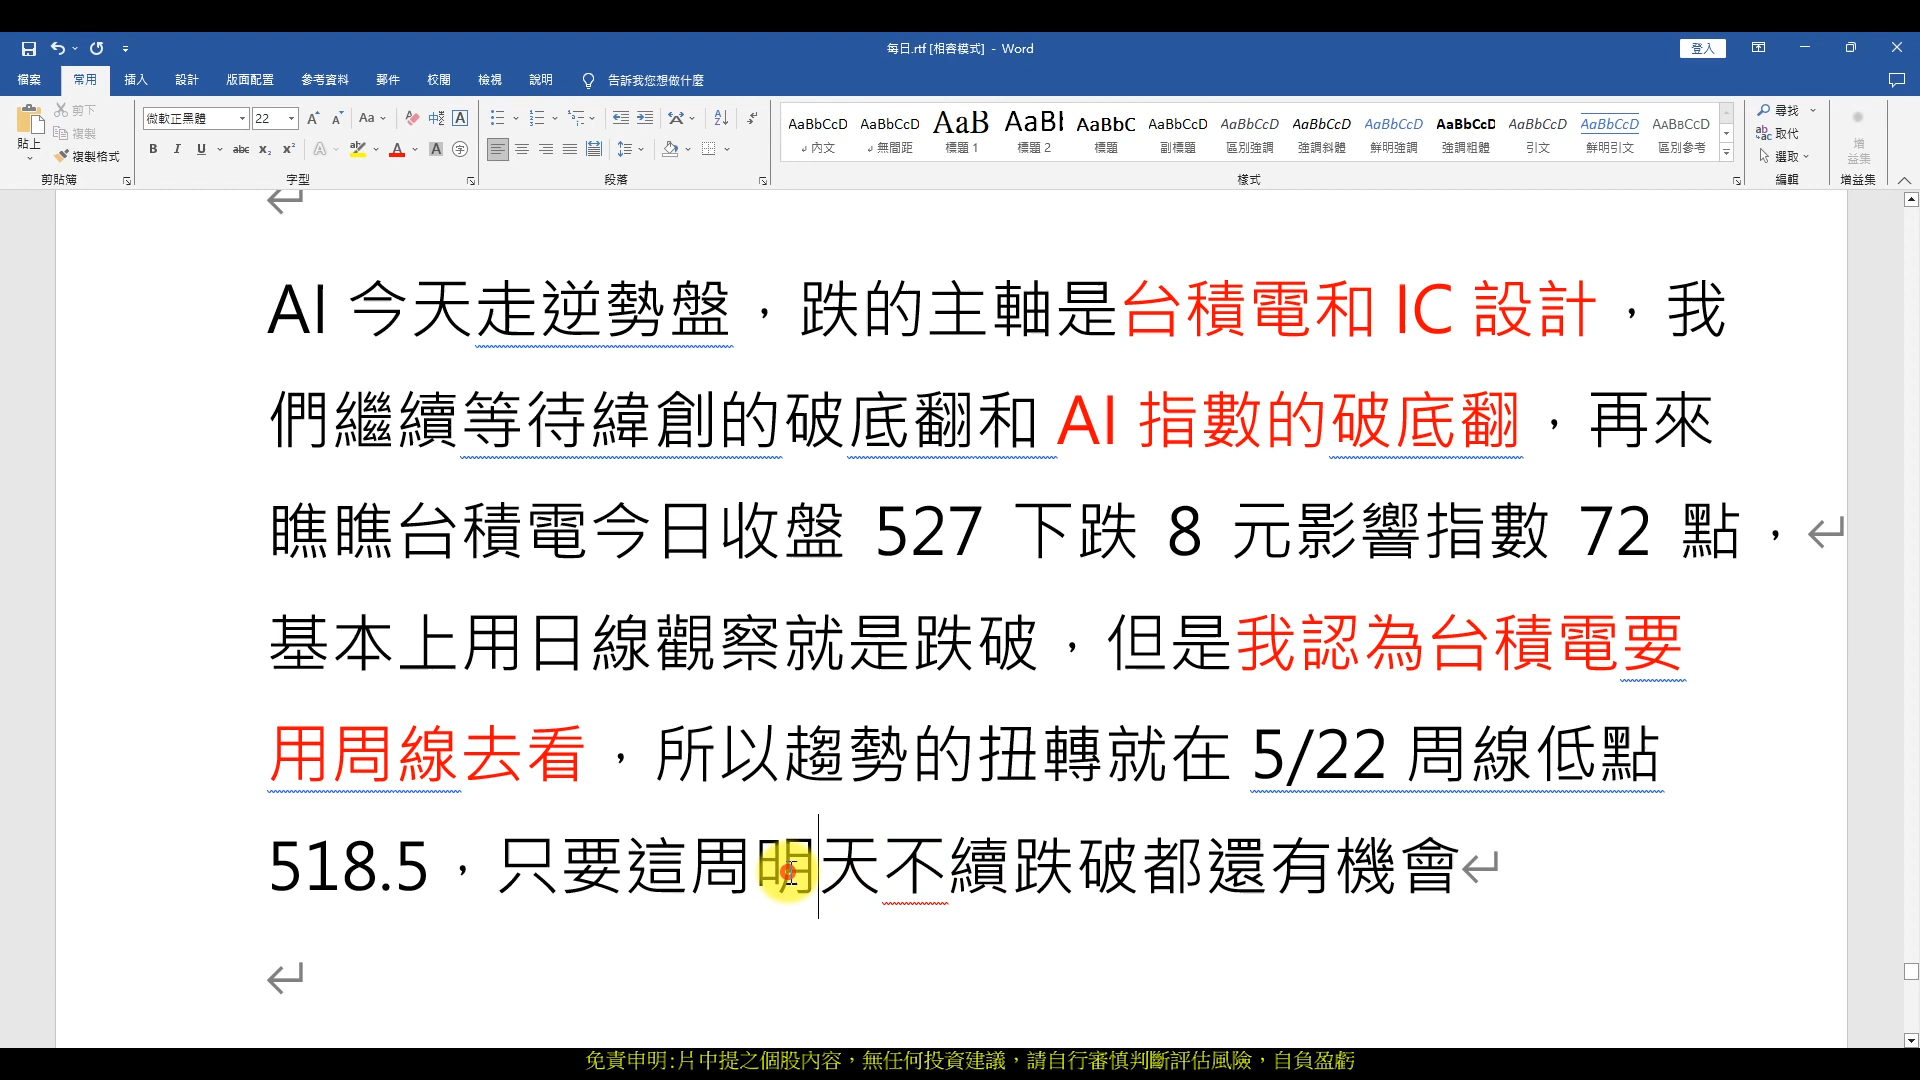 每日.rtf [相容模式] - Word
登入
檔案 常用 插入 設計 版面配置 參考資料 郵件 校閱 檢視 說明 告訴我您想做什麼
貼上 剪下 複製 複製格式
剪貼簿
微軟正黑體 22
字型
段落
AaBbCcD AaBbCcD AaB AaBl AaBbC AaBbCcD AaBbCcD AaBbCcD AaBbCcD AaBbCcD AaBbCcD AaBbCcD AaBbCcD
內文 無間距 標題 1 標題 2 標題 副標題 區別強調 強調斜體 鮮明強調 強調粗體 引文 鮮明引文 區別參考
樣式
尋找
取代
選取
編輯
增益集
增益集
AI 今天走逆勢盤，跌的主軸是台積電和 IC 設計，我
們繼續等待緯創的破底翻和 AI 指數的破底翻，再來
瞧瞧台積電今日收盤 527 下跌 8 元影響指數 72 點，
基本上用日線觀察就是跌破，但是我認為台積電要
用周線去看，所以趨勢的扭轉就在 5/22 周線低點
518.5，只要這周明天不續跌破都還有機會
免責申明:片中提之個股內容，無任何投資建議，請自行審慎判斷評估風險，自負盈虧